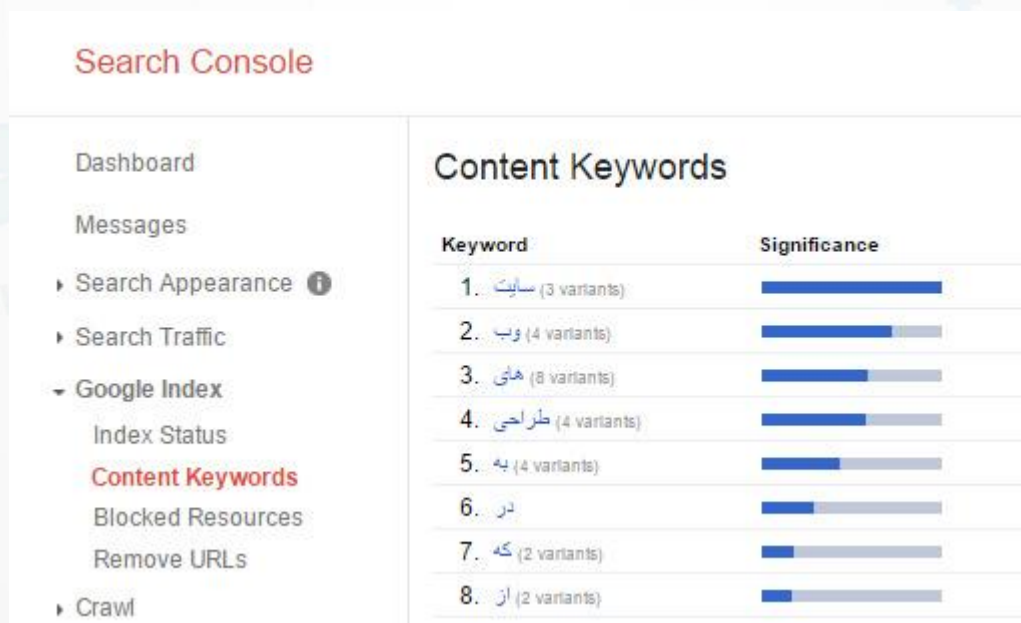 Search Console
Dashboard
Messages
Search Appearance
Search Traffic
Google Index
Index Status
Content Keywords
Blocked Resources
Remove URLs
Crawl
Content Keywords
Keyword Significance
1. سایت (3 variants)
2. وب (4 variants)
3. های (8 variants)
4. طراحی (4 variants)
5. به (4 variants)
6. در
7. که (2 variants)
8. از (2 variants)